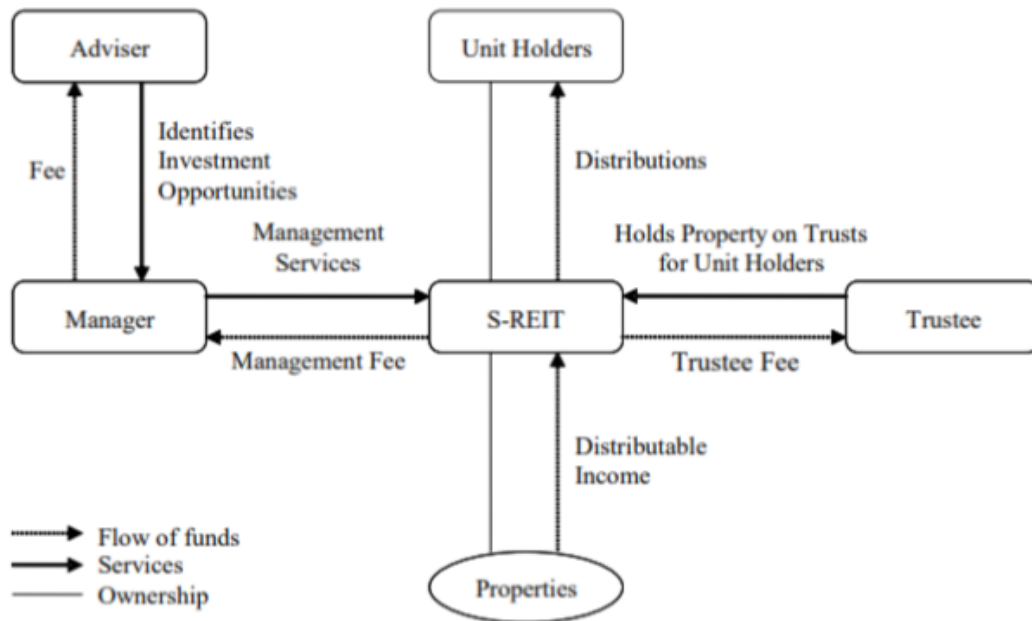 Adviser
Unit Holders
Fee
Identifies
Investment
Opportunities
Distributions
Management
Services
Holds Property on Trusts
for Unit Holders
Manager
S-REIT
Trustee
Management Fee
Trustee Fee
Distributable
Income
Flow of funds
Services
Ownership
Properties